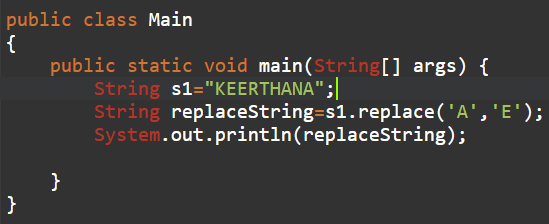 public class Main
{
    public static void main(String[] args) {
        String s1="KEERTHANA";
        String replaceString=s1.replace('A','E');
        System.out.println(replaceString);
    }
}